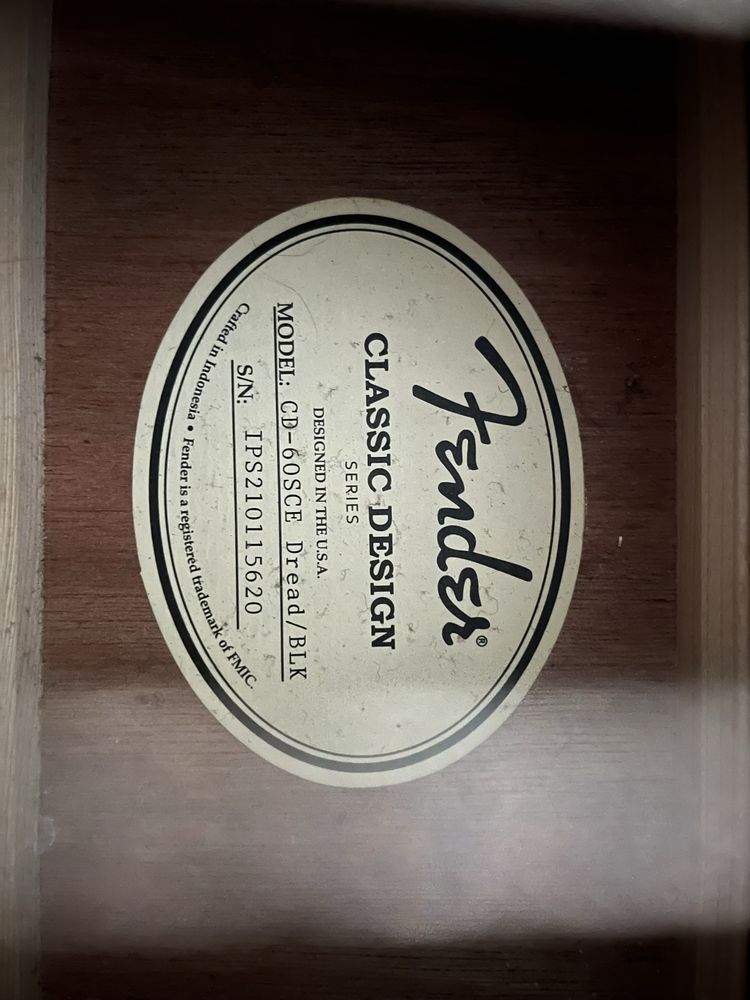 Fender®
CLASSIC DESIGN
SERIES
DESIGNED IN THE U.S.A.
MODEL: CD-60SCE Dread/BLK
S/N: IPS210115620
Crafted in Indonesia • Fender is a registered trademark of FMIC.